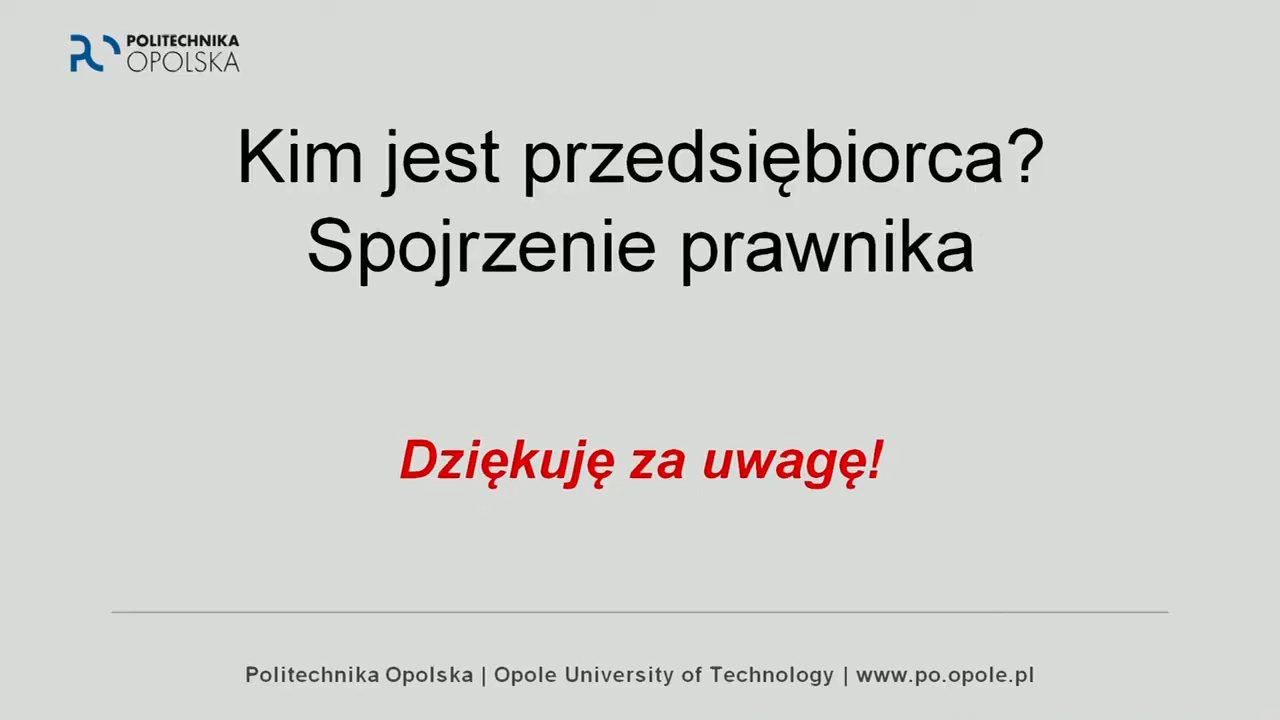 POLITECHNIKA
OPOLSKA
Kim jest przedsiębiorca?
Spojrzenie prawnika
Dziękuję za uwagę!
Politechnika Opolska | Opole University of Technology | www.po.opole.pl